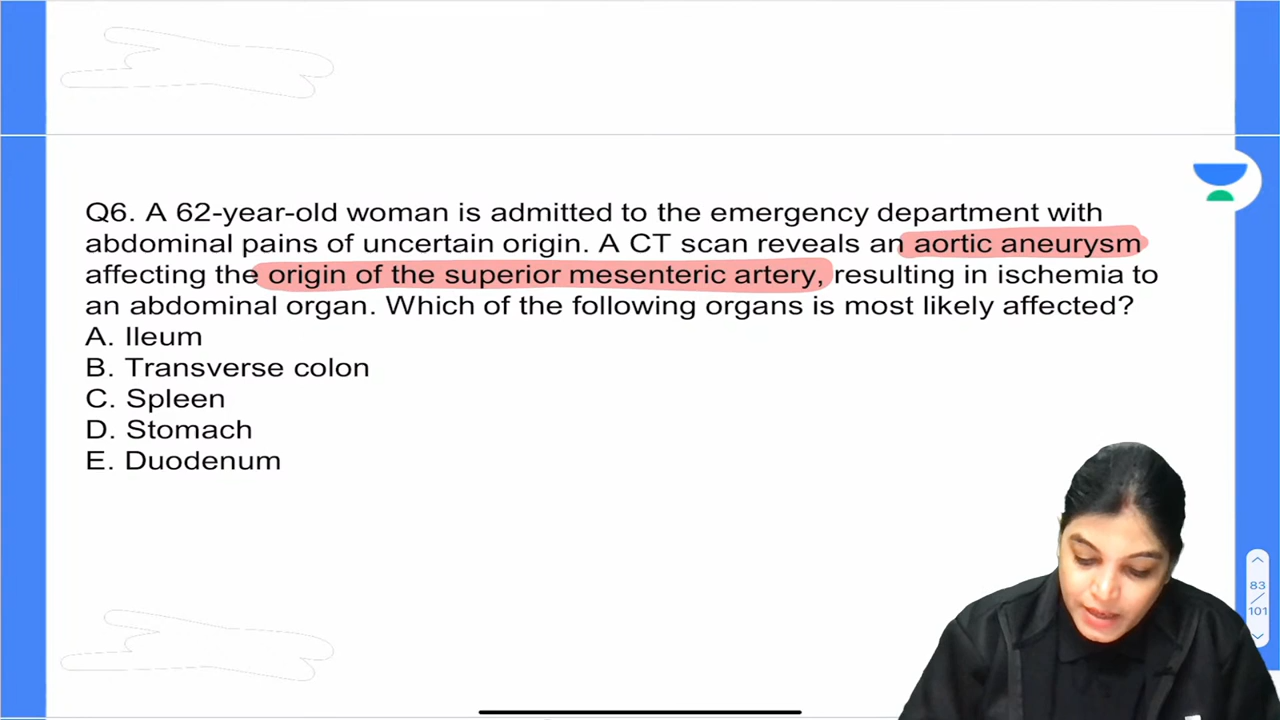 Q6. A 62-year-old woman is admitted to the emergency department with
abdominal pains of uncertain origin. A CT scan reveals an aortic aneurysm
affecting the origin of the superior mesenteric artery, resulting in ischemia to
an abdominal organ. Which of the following organs is most likely affected?
A. Ileum
B. Transverse colon
C. Spleen
D. Stomach
E. Duodenum
83
/
101